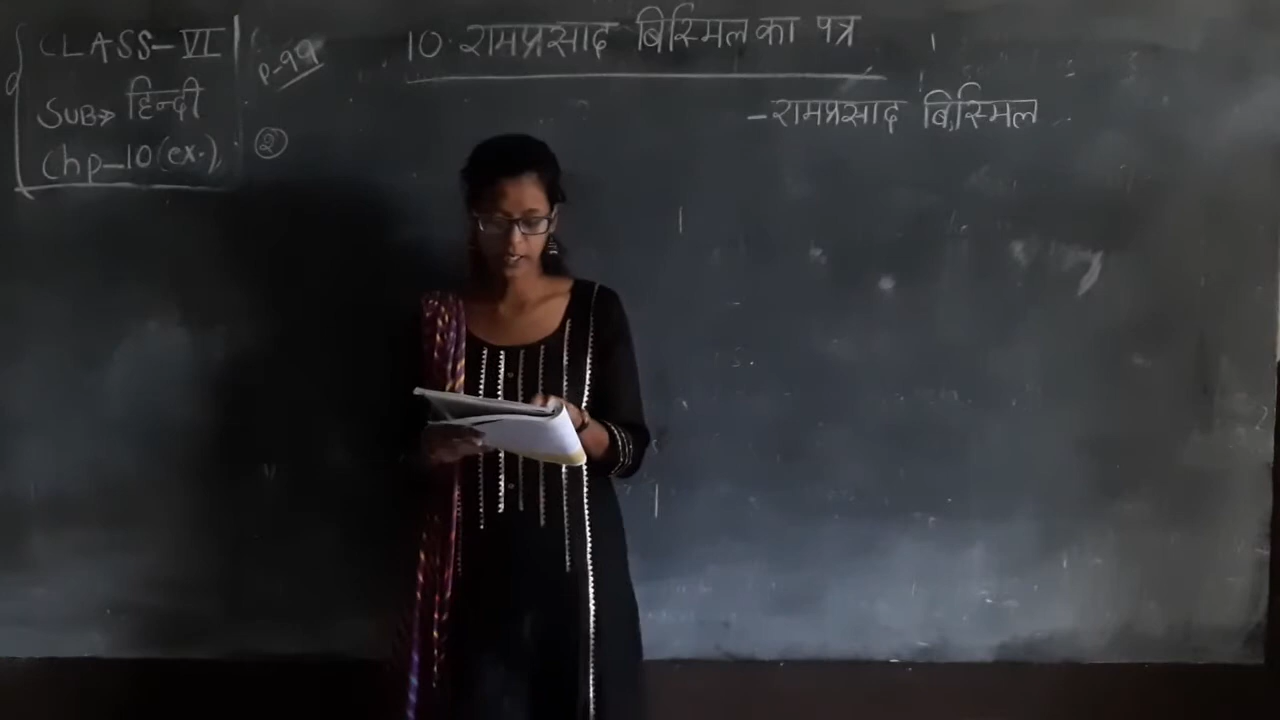 CLASS-VI
SUB⇒ हिन्दी
Chp-10(ex.),
P-99
②
10. रामप्रसाद बिस्मिल का पत्र
-रामप्रसाद बिस्मिल